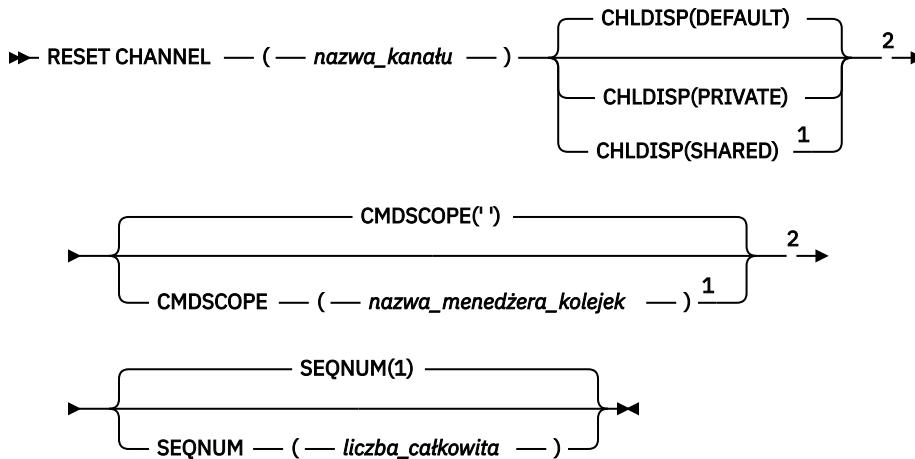 CHLDISP(DEFAULT)
RESET CHANNEL ( nazwa_kanału ) 2
CHLDISP(PRIVATE)
CHLDISP(SHARED) 1
CMDSCOPE(' ')
2
CMDSCOPE ( nazwa_menedżera_kolejek ) 1
SEQNUM(1)
SEQNUM ( liczba_całkowita )